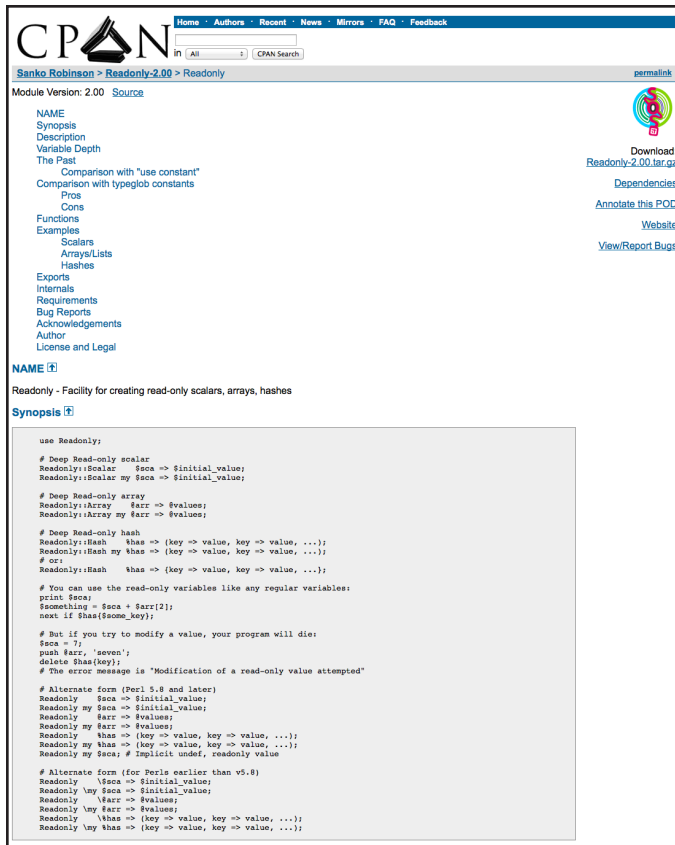 CPAN
Home · Authors · Recent · News · Mirrors · FAQ · Feedback
in All CPAN Search
Sanko Robinson > Readonly-2.00 > Readonly
permalink
Module Version: 2.00 Source
Download:
Readonly-2.00.tar.gz
Dependencies
Annotate this POD
Website
View/Report Bugs
NAME
Synopsis
Description
Variable Depth
The Past
Comparison with "use constant"
Comparison with typeglob constants
Pros
Cons
Functions
Examples
Scalars
Arrays/Lists
Hashes
Exports
Internals
Requirements
Bug Reports
Acknowledgements
Author
License and Legal
NAME
Readonly - Facility for creating read-only scalars, arrays, hashes
Synopsis
use Readonly;
# Deep Read-only scalar
Readonly::Scalar    $sca => $initial_value;
Readonly::Scalar my $sca => $initial_value;
# Deep Read-only array
Readonly::Array    @arr => @values;
Readonly::Array my @arr => @values;
# Deep Read-only hash
Readonly::Hash    %has => (key => value, key => value, ...);
Readonly::Hash my %has => (key => value, key => value, ...);
# or:
Readonly::Hash    %has => {key => value, key => value, ...};
# You can use the read-only variables like any regular variables:
print $sca;
$something = $sca + $arr[2];
next if $has{$some_key};
# But if you try to modify a value, your program will die:
$sca = 7;
push @arr, 'seven';
delete $has{key};
# The error message is "Modification of a read-only value attempted"
# Alternate form (Perl 5.8 and later)
Readonly    $sca => $initial_value;
Readonly my $sca => $initial_value;
Readonly    @arr => @values;
Readonly my @arr => @values;
Readonly    %has => (key => value, key => value, ...);
Readonly my %has => (key => value, key => value, ...);
Readonly my $sca; # Implicit undef, readonly value
# Alternate form (for Perls earlier than v5.8)
Readonly    \$sca => $initial_value;
Readonly \my $sca => $initial_value;
Readonly    \@arr => @values;
Readonly \my @arr => @values;
Readonly    \%has => (key => value, key => value, ...);
Readonly \my %has => (key => value, key => value, ...);